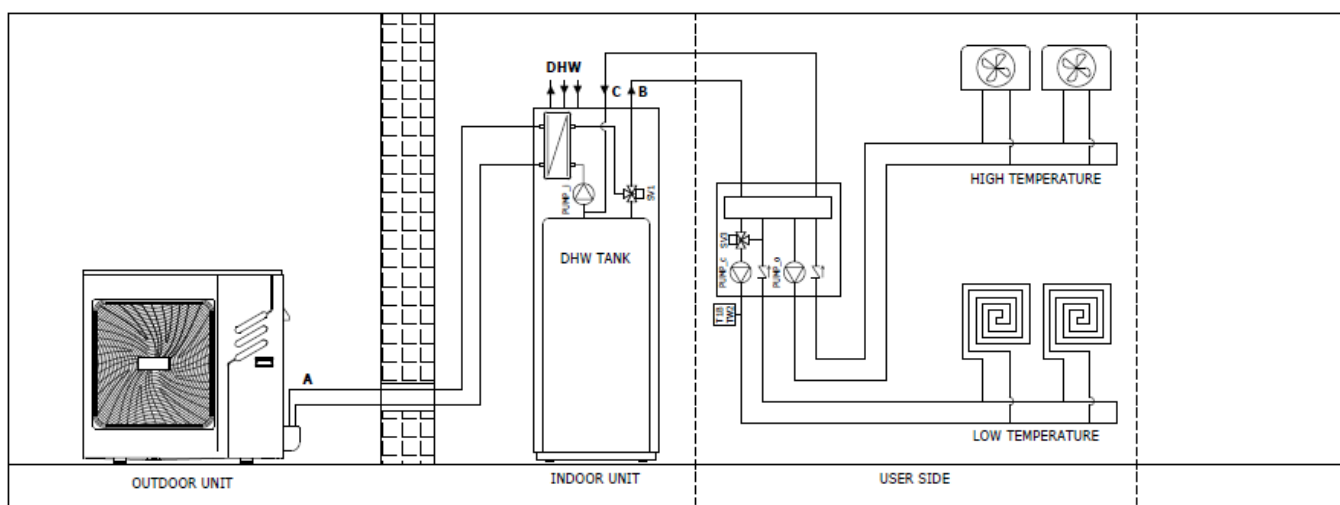 DHW
C
B
PUMP_i
SV1
DHW TANK
A
SV3
PUMP_c
PUMP_o
T1B
TW2
HIGH TEMPERATURE
LOW TEMPERATURE
OUTDOOR UNIT
INDOOR UNIT
USER SIDE